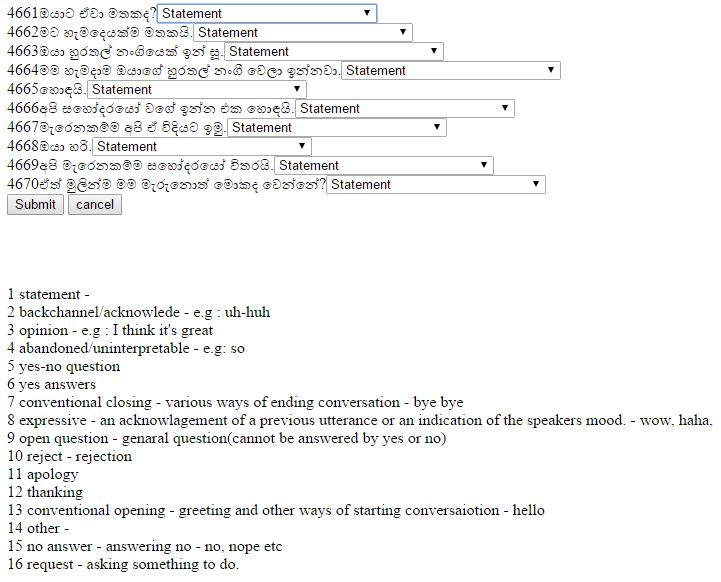 4661ඔයාට ඒවා මතකද?Statement
4662මට හැමදෙයක්ම මතකයි.Statement
4663ඔයා හුරතල් නංගියෙක් ඉන් සූ.Statement
4664මම හැමදාම ඔයාගේ හුරතල් නංගී වෙලා ඉන්නවා.Statement
4665හොඳයි.Statement
4666අපි සහෝදරයෝ වගේ ඉන්න එක හොඳයි.Statement
4667මැරෙනකම්ම අපි ඒ විදියට ඉමු.Statement
4668ඔයා හරි.Statement
4669අපි මැරෙනකම්ම සහෝදරයෝ විතරයි.Statement
4670ඒත් මුලින්ම මම මැරුනොත් මොකද වෙන්නේ?Statement
Submit cancel
1 statement -
2 backchannel/acknowlede - e.g : uh-huh
3 opinion - e.g : I think it's great
4 abandoned/uninterpretable - e.g: so
5 yes-no question
6 yes answers
7 conventional closing - various ways of ending conversation - bye bye
8 expressive - an acknowlagement of a previous utterance or an indication of the speakers mood. - wow, haha,
9 open question - genaral question(cannot be answered by yes or no)
10 reject - rejection
11 apology
12 thanking
13 conventional opening - greeting and other ways of starting conversaiotion - hello
14 other -
15 no answer - answering no - no, nope etc
16 request - asking something to do.